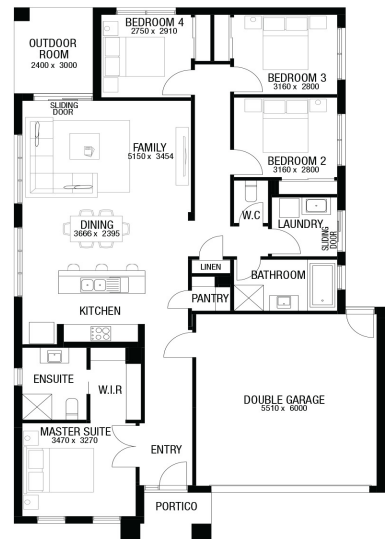 BEDROOM 4
2750 x 2910
OUTDOOR
ROOM
2400 x 3000
BEDROOM 3
3160 x 2800
SLIDING
DOOR
FAMILY
5150 x 3454
BEDROOM 2
3160 x 2800
W.C
LAUNDRY
SLIDING
DOOR
DINING
3666 x 2395
LINEN
BATHROOM
PANTRY
KITCHEN
ENSUITE
W.I.R
DOUBLE GARAGE
5510 x 6000
MASTER SUITE
3470 x 3270
ENTRY
PORTICO